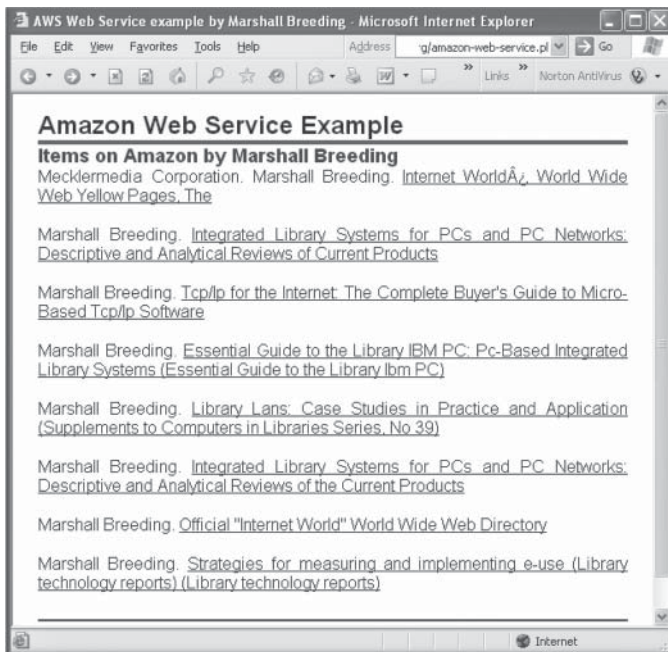 AWS Web Service example by Marshall Breeding - Microsoft Internet Explorer
File Edit View Favorites Tools Help Address g/amazon-web-service.pl Go
Links Norton AntiVirus
Amazon Web Service Example
Items on Amazon by Marshall Breeding
Mecklermedia Corporation. Marshall Breeding. Internet WorldÂ¿ World Wide
Web Yellow Pages, The
Marshall Breeding. Integrated Library Systems for PCs and PC Networks:
Descriptive and Analytical Reviews of Current Products
Marshall Breeding. Tcp/Ip for the Internet: The Complete Buyer's Guide to Micro-
Based Tcp/Ip Software
Marshall Breeding. Essential Guide to the Library IBM PC: Pc-Based Integrated
Library Systems (Essential Guide to the Library Ibm PC)
Marshall Breeding. Library Lans: Case Studies in Practice and Application
(Supplements to Computers in Libraries Series, No 39)
Marshall Breeding. Integrated Library Systems for PCs and PC Networks:
Descriptive and Analytical Reviews of the Current Products
Marshall Breeding. Official "Internet World" World Wide Web Directory
Marshall Breeding. Strategies for measuring and implementing e-use (Library
technology reports) (Library technology reports)
Internet